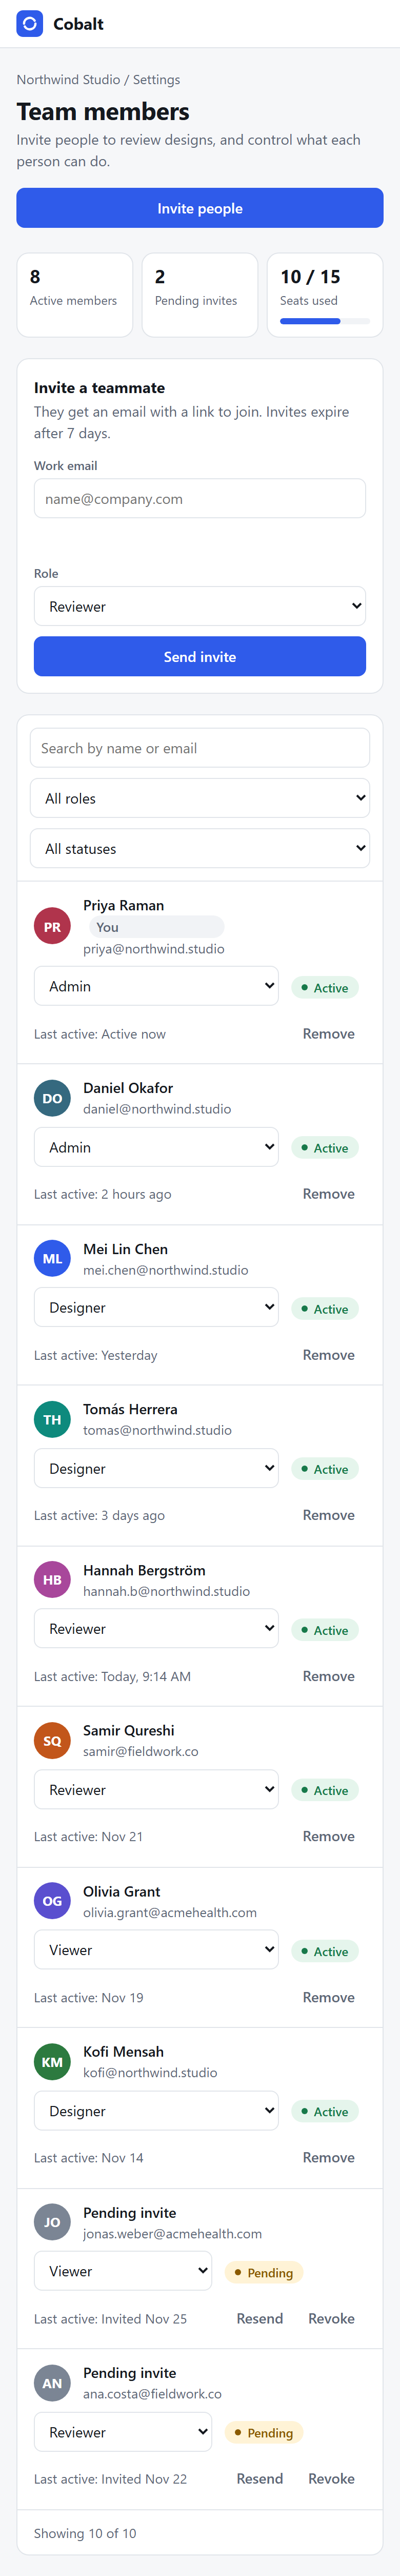 Cobalt
Northwind Studio / Settings
Team members
Invite people to review designs, and control what each
person can do.
Invite people
8
Active members
2
Pending invites
10 / 15
Seats used
Invite a teammate
They get an email with a link to join. Invites expire
after 7 days.
Work email
name@company.com
Role
Reviewer
Send invite
Search by name or email
All roles
All statuses
PR
Priya Raman
You
priya@northwind.studio
Admin
Active
Last active: Active now
Remove
DO
Daniel Okafor
daniel@northwind.studio
Admin
Active
Last active: 2 hours ago
Remove
ML
Mei Lin Chen
mei.chen@northwind.studio
Designer
Active
Last active: Yesterday
Remove
TH
Tomás Herrera
tomas@northwind.studio
Designer
Active
Last active: 3 days ago
Remove
HB
Hannah Bergström
hannah.b@northwind.studio
Reviewer
Active
Last active: Today, 9:14 AM
Remove
SQ
Samir Qureshi
samir@fieldwork.co
Reviewer
Active
Last active: Nov 21
Remove
OG
Olivia Grant
olivia.grant@acmehealth.com
Viewer
Active
Last active: Nov 19
Remove
KM
Kofi Mensah
kofi@northwind.studio
Designer
Active
Last active: Nov 14
Remove
JO
Pending invite
jonas.weber@acmehealth.com
Viewer
Pending
Last active: Invited Nov 25
Resend
Revoke
AN
Pending invite
ana.costa@fieldwork.co
Reviewer
Pending
Last active: Invited Nov 22
Resend
Revoke
Showing 10 of 10